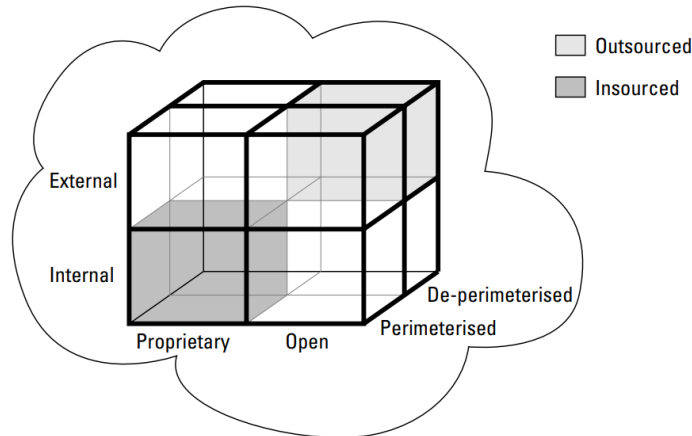 Outsourced
Insourced
External
Internal
De-perimeterised
Perimeterised
Proprietary
Open